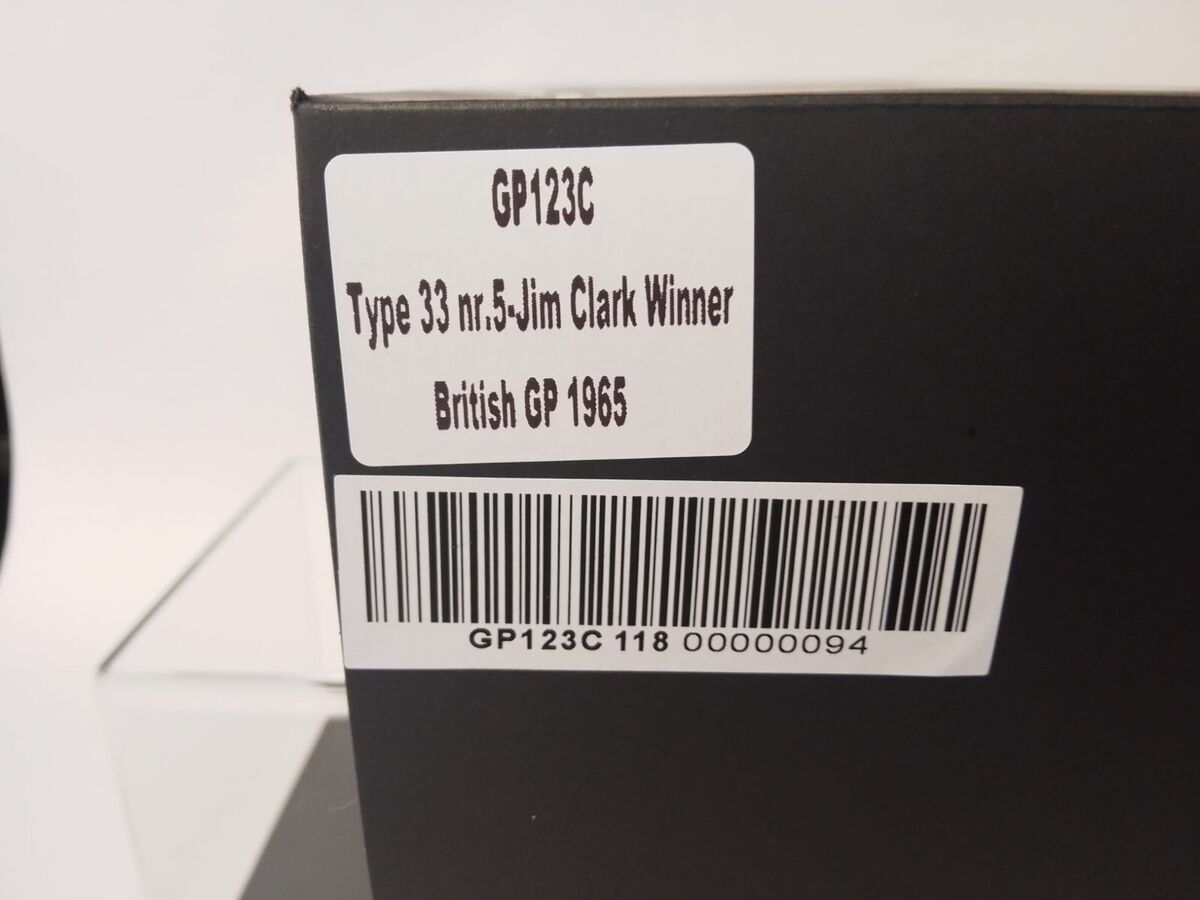 GP123C
Type 33 nr.5-Jim Clark Winner
British GP 1965
GP123C 118 00000094